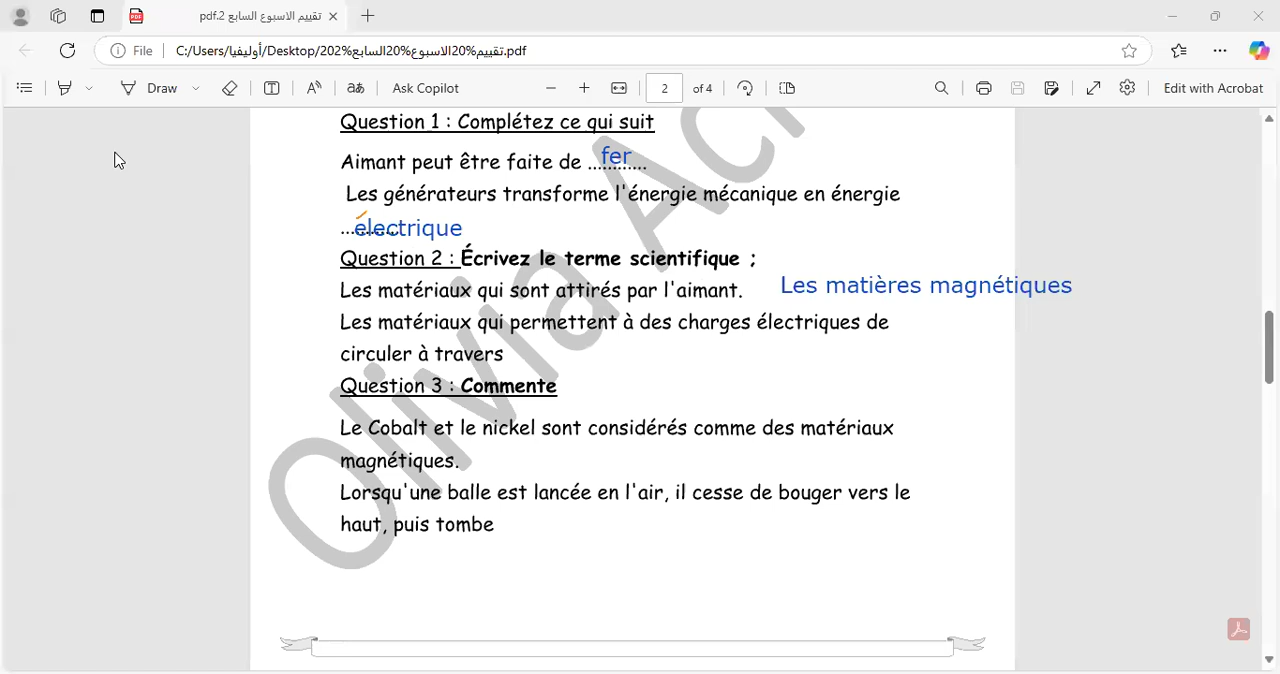 تقييم الاسبوع السابع 2.pdf
File
C:/Users/أوليفيا/Desktop/202%تقييم%20الاسبوع%20السابع.pdf
Draw
aあ
Ask Copilot
2 of 4
Edit with Acrobat
Question 1 : Complétez ce qui suit
Aimant peut être faite de ............
fer
Les générateurs transforme l'énergie mécanique en énergie
............
électrique
Question 2 : Écrivez le terme scientifique ;
Les matériaux qui sont attirés par l'aimant.
Les matières magnétiques
Les matériaux qui permettent à des charges électriques de
circuler à travers
Question 3 : Commente
Le Cobalt et le nickel sont considérés comme des matériaux
magnétiques.
Lorsqu'une balle est lancée en l'air, il cesse de bouger vers le
haut, puis tombe